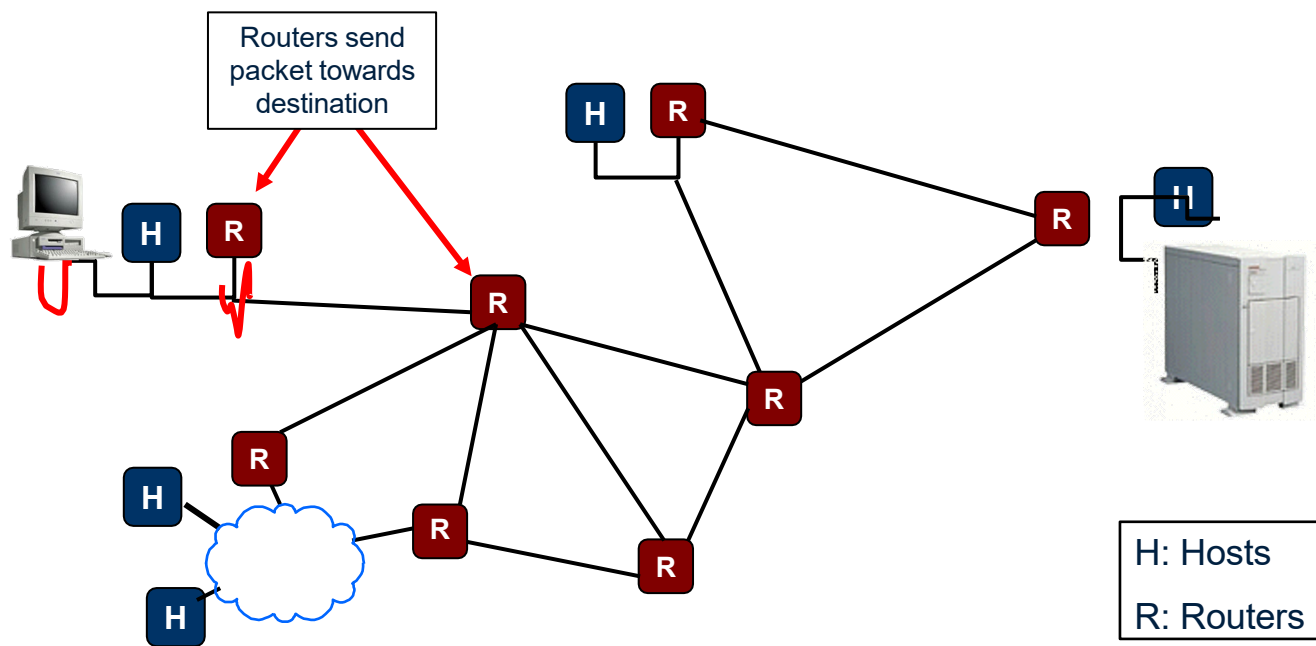 Routers send
packet towards
destination
H
R
R
H
H
R
R
R
R
H
R
R
H
H: Hosts
R: Routers